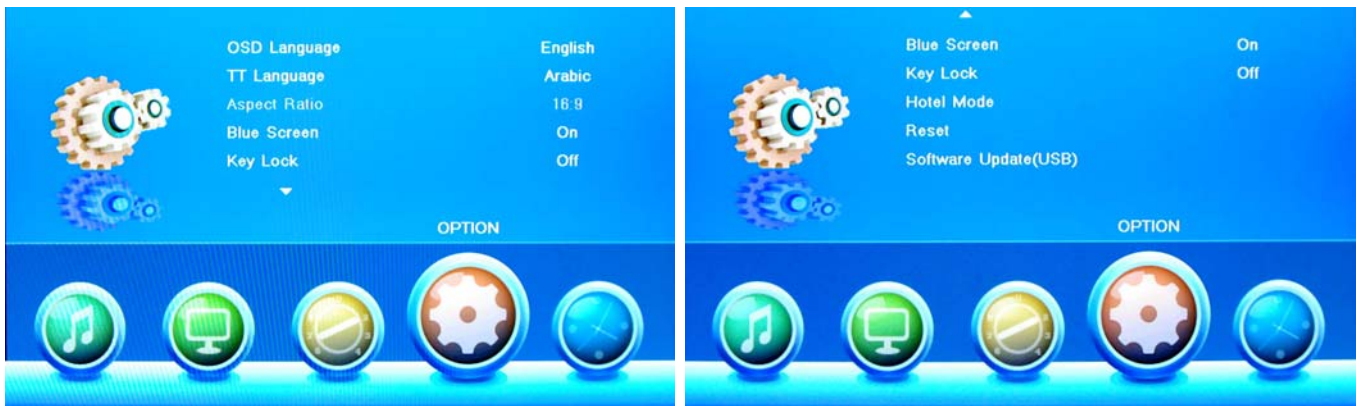 OSD Language English
TT Language Arabic
Aspect Ratio 16:9
Blue Screen On
Key Lock Off
OPTION
Blue Screen On
Key Lock Off
Hotel Mode
Reset
Software Update(USB)
OPTION